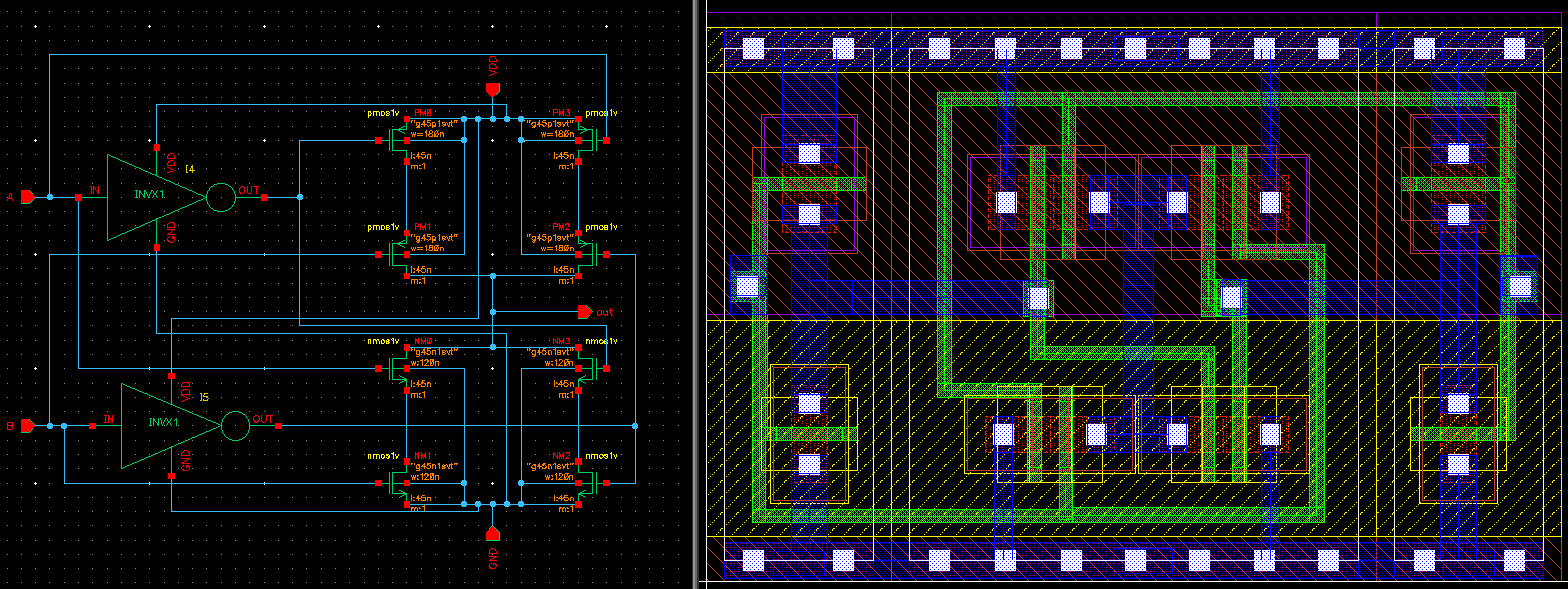 VDD
pmos1v PM0
"g45p1svt"
w=180n
l:45n
m:1
PM3 pmos1v
"g45p1svt"
w=180n
l:45n
m:1
VDD
I4
A
IN
INVX1
OUT
GND
pmos1v PM1
"g45p1svt"
w=180n
l:45n
m:1
PM2 pmos1v
"g45p1svt"
w=180n
l:45n
m:1
out
nmos1v NM0
"g45n1svt"
w:120n
l:45n
m:1
NM3 nmos1v
"g45n1svt"
w:120n
l:45n
m:1
VDD
I5
B
IN
INVX1
OUT
GND
nmos1v NM1
"g45n1svt"
w:120n
l:45n
m:1
NM2 nmos1v
"g45n1svt"
w:120n
l:45n
m:1
GND